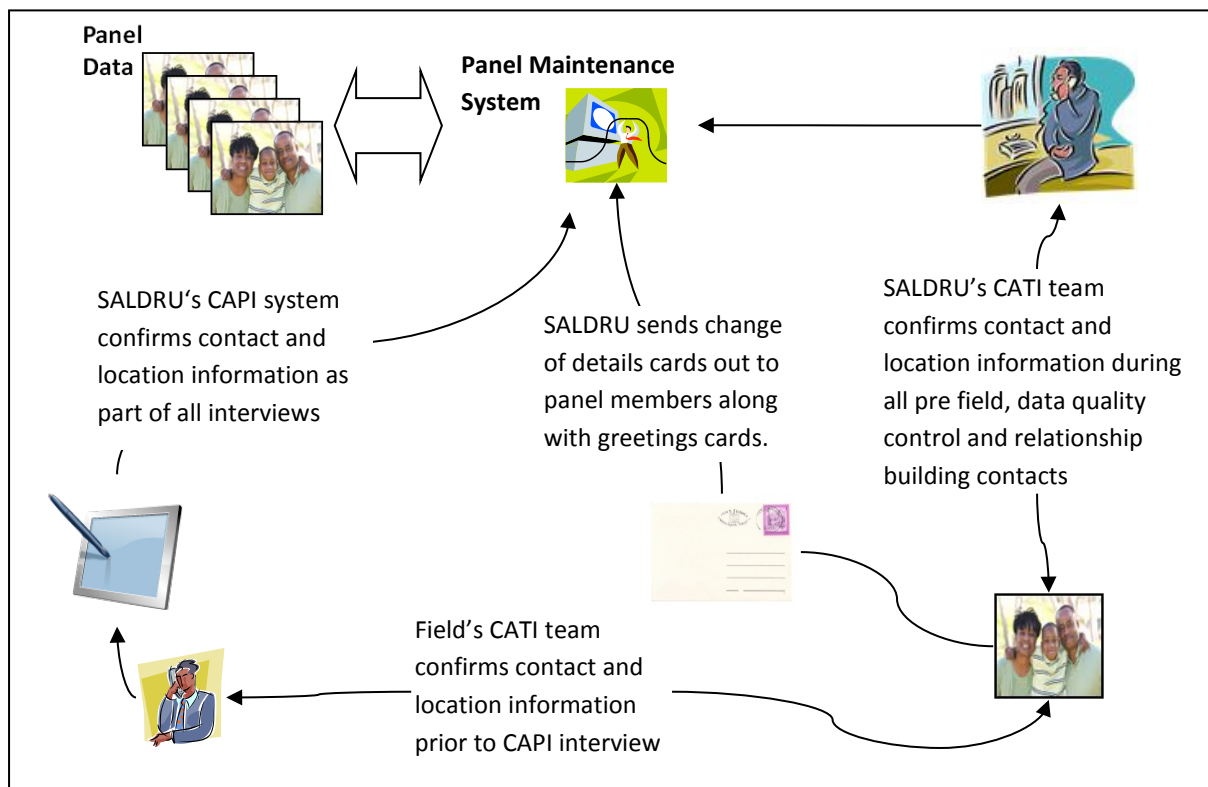 Panel
Data
Panel Maintenance
System
SALDRU‘s CAPI system
confirms contact and
location information as
part of all interviews
SALDRU sends change
of details cards out to
panel members along
with greetings cards.
SALDRU’s CATI team
confirms contact and
location information during
all pre field, data quality
control and relationship
building contacts
Field’s CATI team
confirms contact and
location information
prior to CAPI interview